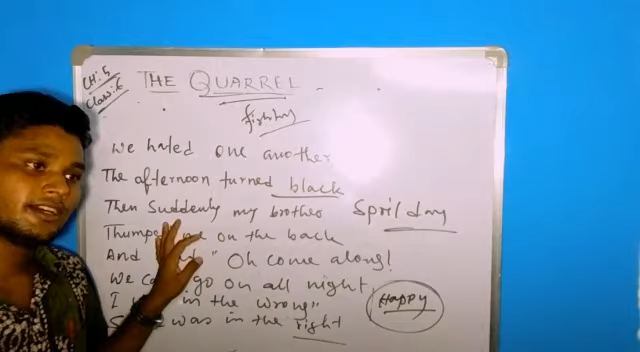 CH: 5
Class: 6
THE QUARREL
fighting
We hated one another
The afternoon turned black
Then Suddenly my brother
Spril day
Thumped me on the back
And "Oh come along!
We go on all night
I in the wrong"
was in the right
Happy